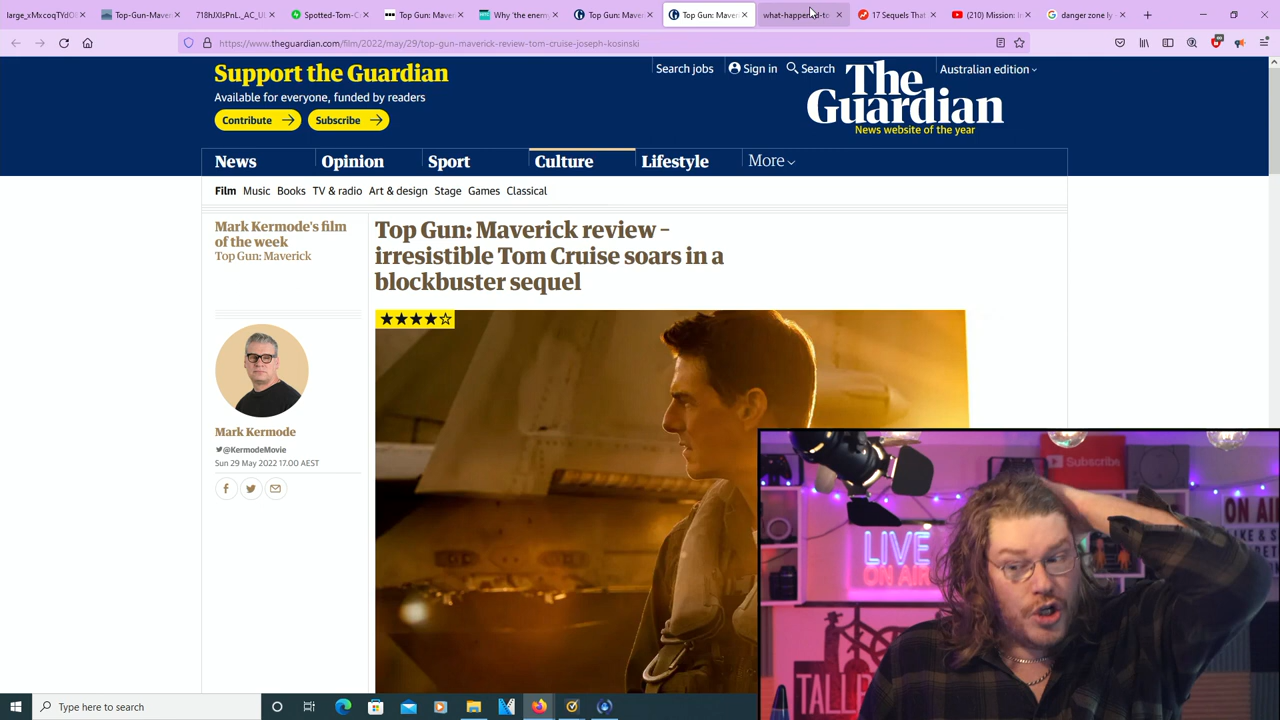 large_xMxcoqTYdOl
Top-Gun-Maver
718hJXIsPnL._AC_UL
Spotted-Tom-C
Top Gun: Maver
Why 'the enem
Top Gun: Maver
Top Gun: Maver
what-happened-to
17 Sequels Tha
(210) Mission: I
danger zone ly
https://www.theguardian.com/film/2022/may/29/top-gun-maverick-review-tom-cruise-joseph-kosinski
Support the Guardian
Available for everyone, funded by readers
Contribute
Subscribe
Search jobs
Sign in
Search
Australian edition
The
Guardian
News website of the year
News
Opinion
Sport
Culture
Lifestyle
More
Film
Music
Books
TV & radio
Art & design
Stage
Games
Classical
Mark Kermode's film
of the week
Top Gun: Maverick
Top Gun: Maverick review –
irresistible Tom Cruise soars in a
blockbuster sequel
Mark Kermode
@KermodeMovie
Sun 29 May 2022 17.00 AEST
Subscribe
LIVE
ON AIR
ON AIR
TALL
Type here to search